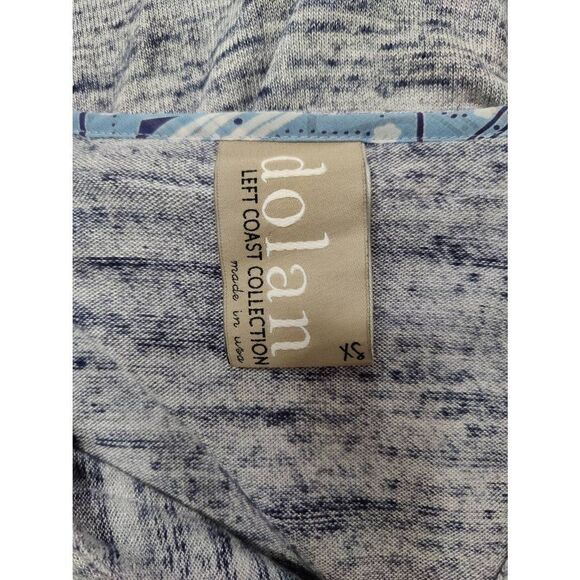 dolan
LEFT COAST COLLECTION
made in usa
xs